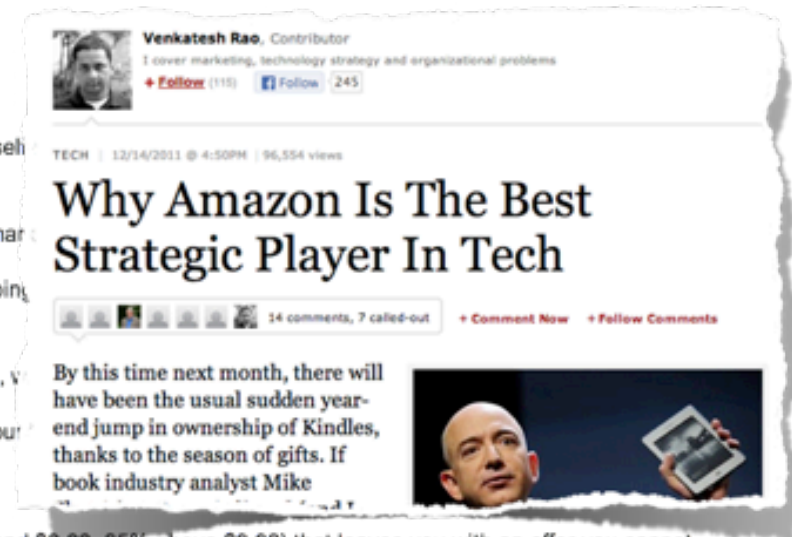 Venkatesh Rao, Contributor
I cover marketing, technology strategy and organizational problems
+ Follow (115) Follow 245
TECH | 12/14/2011 @ 4:50PM | 96,554 views
Why Amazon Is The Best
Strategic Player In Tech
14 comments, 7 called-out + Comment Now + Follow Comments
By this time next month, there will
have been the usual sudden year-
end jump in ownership of Kindles,
thanks to the season of gifts. If
book industry analyst Mike